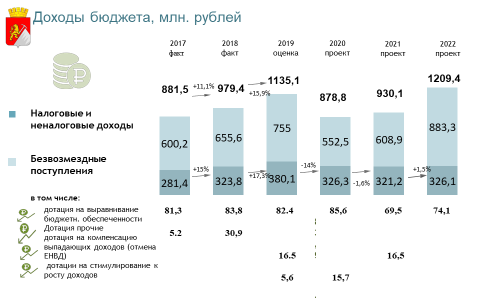 Доходы бюджета, млн. рублей
2017 2018 2019 2020 2021 2022
факт факт оценка проект проект проект
881,5 +11,1% 979,4 +15,9% 1135,1 878,8 930,1 1209,4
Налоговые и
неналоговые доходы
600,2 655,6 755 552,5 608,9 883,3
Безвозмездные
поступления
281,4 +15% 323,8 +17,3% 380,1 -14% 326,3 -1,6% 321,2 +1,5% 326,1
в том числе:
дотация на выравнивание 81,3 83,8 82.4 85,6 69,5 74,1
бюджети, обеспеченности
Дотация прочие 5.2 30,9
дотация на компенсацию
выпадающих доходов (отмена 16.5 16,5
ЕНВД)
дотации на стимулирование к 5,6 15,7
росту доходов